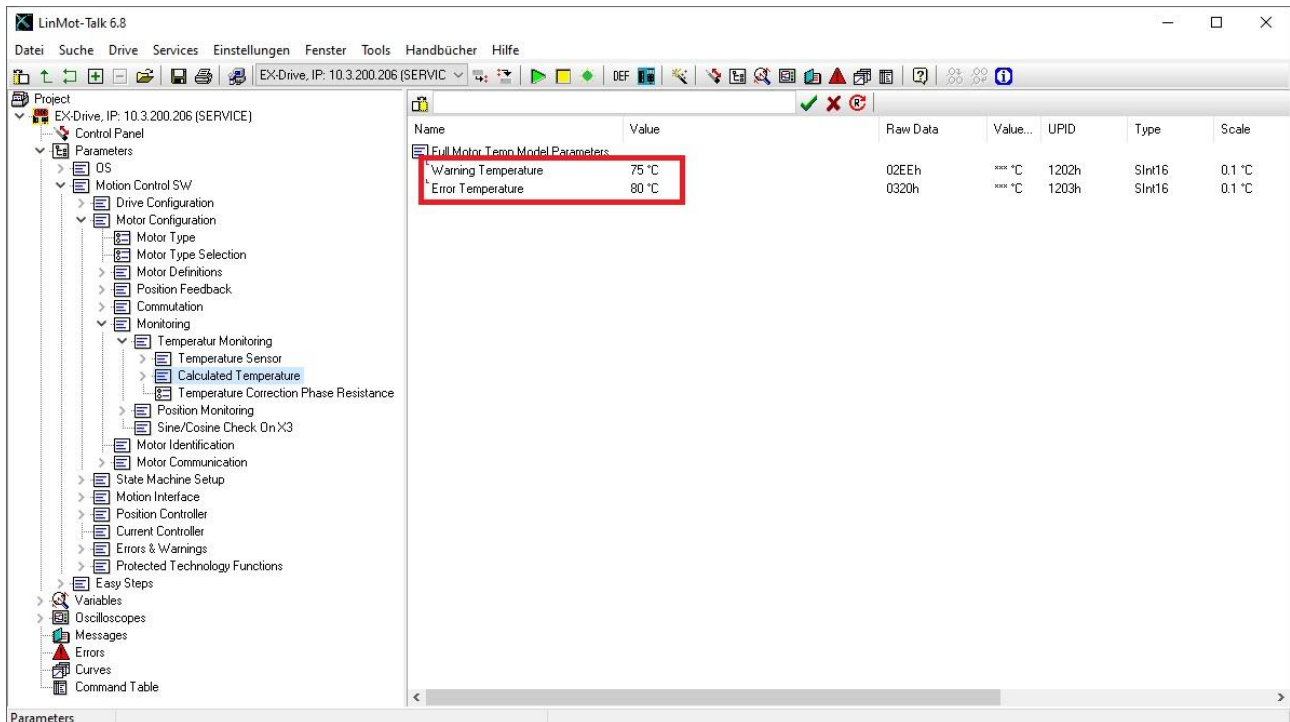 LinMot-Talk 6.8
Datei Suche Drive Services Einstellungen Fenster Tools Handbücher Hilfe
EX-Drive, IP: 10.3.200.206 (SERVIC
DEF
Project
EX-Drive, IP: 10.3.200.206 (SERVICE)
Control Panel
Parameters
OS
Motion Control SW
Drive Configuration
Motor Configuration
Motor Type
Motor Type Selection
Motor Definitions
Position Feedback
Commutation
Monitoring
Temperatur Monitoring
Temperature Sensor
Calculated Temperature
Temperature Correction Phase Resistance
Position Monitoring
Sine/Cosine Check On X3
Motor Identification
Motor Communication
State Machine Setup
Motion Interface
Position Controller
Current Controller
Errors & Warnings
Protected Technology Functions
Easy Steps
Variables
Oscilloscopes
Messages
Errors
Curves
Command Table
Name Value Raw Data Value... UPID Type Scale
Full Motor Temp Model Parameters
Warning Temperature 75 °C 02EEh *** °C 1202h SInt16 0.1 °C
Error Temperature 80 °C 0320h *** °C 1203h SInt16 0.1 °C
Parameters